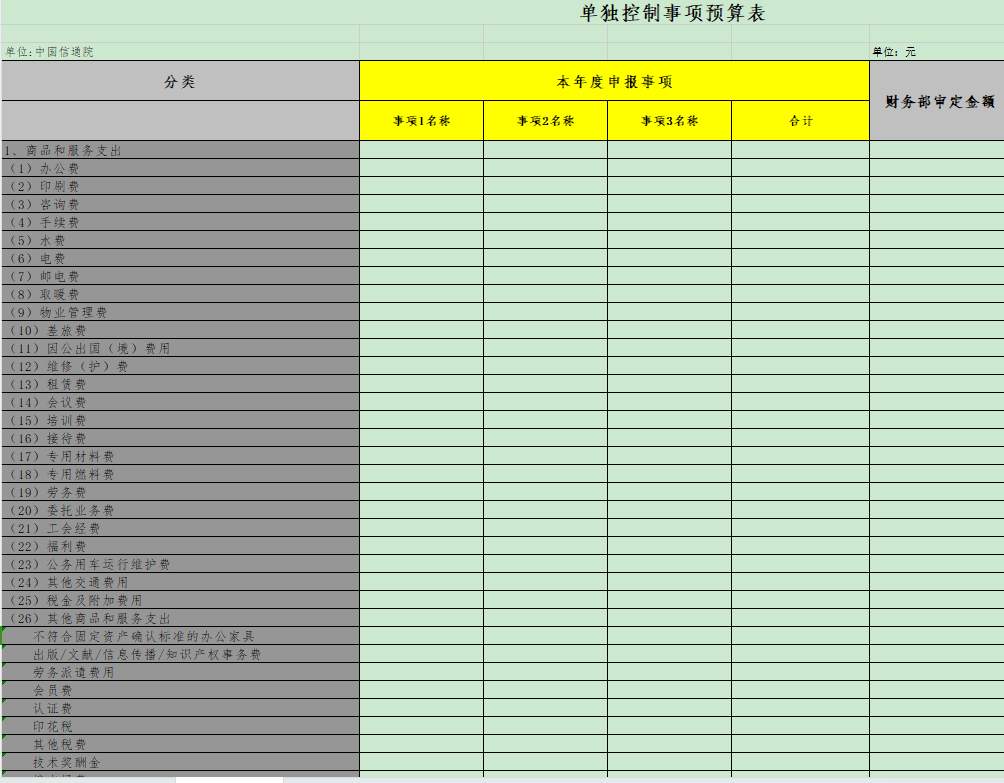 单独控制事项预算表
单位:中国信通院 单位：元
分类 本年度申报事项 财务部审定金额
事项1名称 事项2名称 事项3名称 合计
1、商品和服务支出
（1）办公费
（2）印刷费
（3）咨询费
（4）手续费
（5）水费
（6）电费
（7）邮电费
（8）取暖费
（9）物业管理费
（10）差旅费
（11）因公出国（境）费用
（12）维修（护）费
（13）租赁费
（14）会议费
（15）培训费
（16）接待费
（17）专用材料费
（18）专用燃料费
（19）劳务费
（20）委托业务费
（21）工会经费
（22）福利费
（23）公务用车运行维护费
（24）其他交通费用
（25）税金及附加费用
（26）其他商品和服务支出
不符合固定资产确认标准的办公家具
出版/文献/信息传播/知识产权事务费
劳务派遣费用
会员费
认证费
印花税
其他税费
技术奖酬金